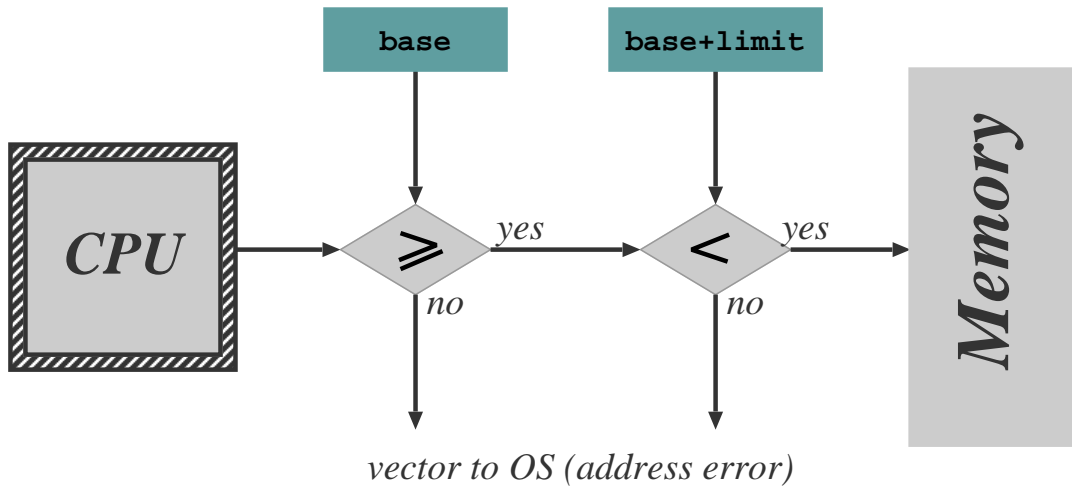 base
base+limit
CPU
⩾
yes
<
yes
Memory
no
no
vector to OS (address error)